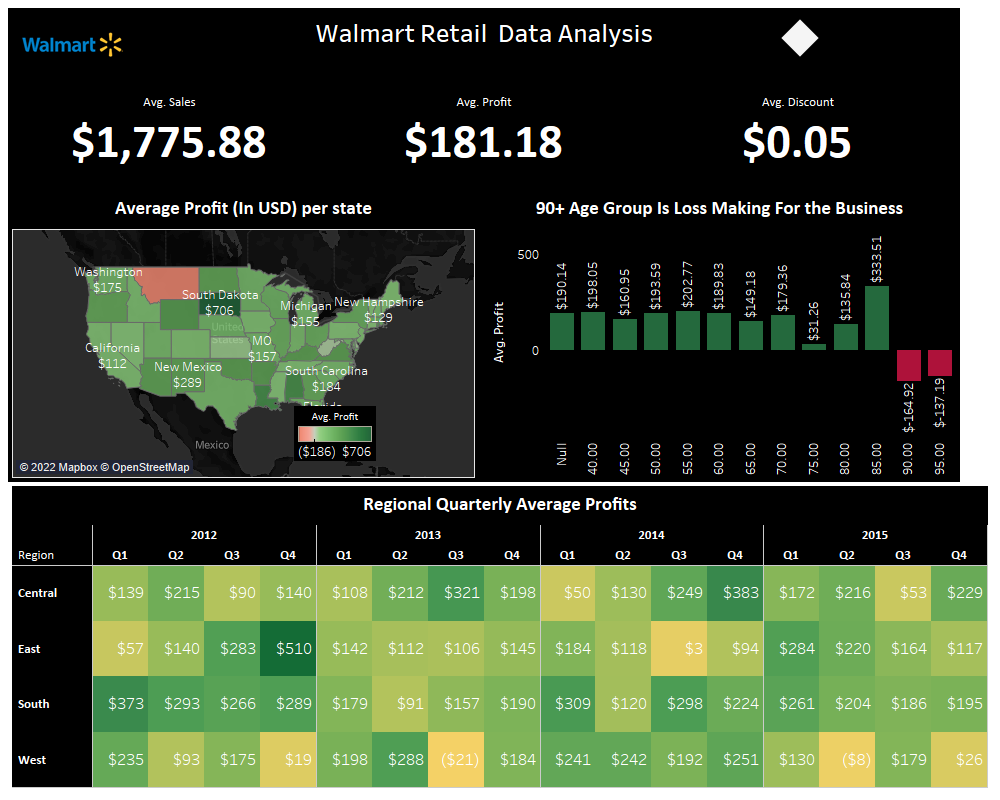 Walmart
Walmart Retail Data Analysis
Avg. Sales
$1,775.88
Avg. Profit
$181.18
Avg. Discount
$0.05
Average Profit (In USD) per state
Washington
$175
South Dakota
$706
Michigan
$155
New Hampshire
$129
United
States
MO
$157
California
$112
New Mexico
$289
South Carolina
$184
Florida
Mexico
Avg. Profit
($186) $706
© 2022 Mapbox © OpenStreetMap
90+ Age Group Is Loss Making For the Business
Avg. Profit
500
0
$190.14
$198.05
$160.95
$193.59
$202.77
$189.83
$149.18
$179.36
$31.26
$135.84
$333.51
$-164.92
$-137.19
Null
40.00
45.00
50.00
55.00
60.00
65.00
70.00
75.00
80.00
85.00
90.00
95.00
Regional Quarterly Average Profits
2012 2013 2014 2015
Region Q1 Q2 Q3 Q4 Q1 Q2 Q3 Q4 Q1 Q2 Q3 Q4 Q1 Q2 Q3 Q4
Central $139 $215 $90 $140 $108 $212 $321 $198 $50 $130 $249 $383 $172 $216 $53 $229
East $57 $140 $283 $510 $142 $112 $106 $145 $184 $118 $3 $94 $284 $220 $164 $117
South $373 $293 $266 $289 $179 $91 $157 $190 $309 $120 $298 $224 $261 $204 $186 $195
West $235 $93 $175 $19 $198 $288 ($21) $184 $241 $242 $192 $251 $130 ($8) $179 $26